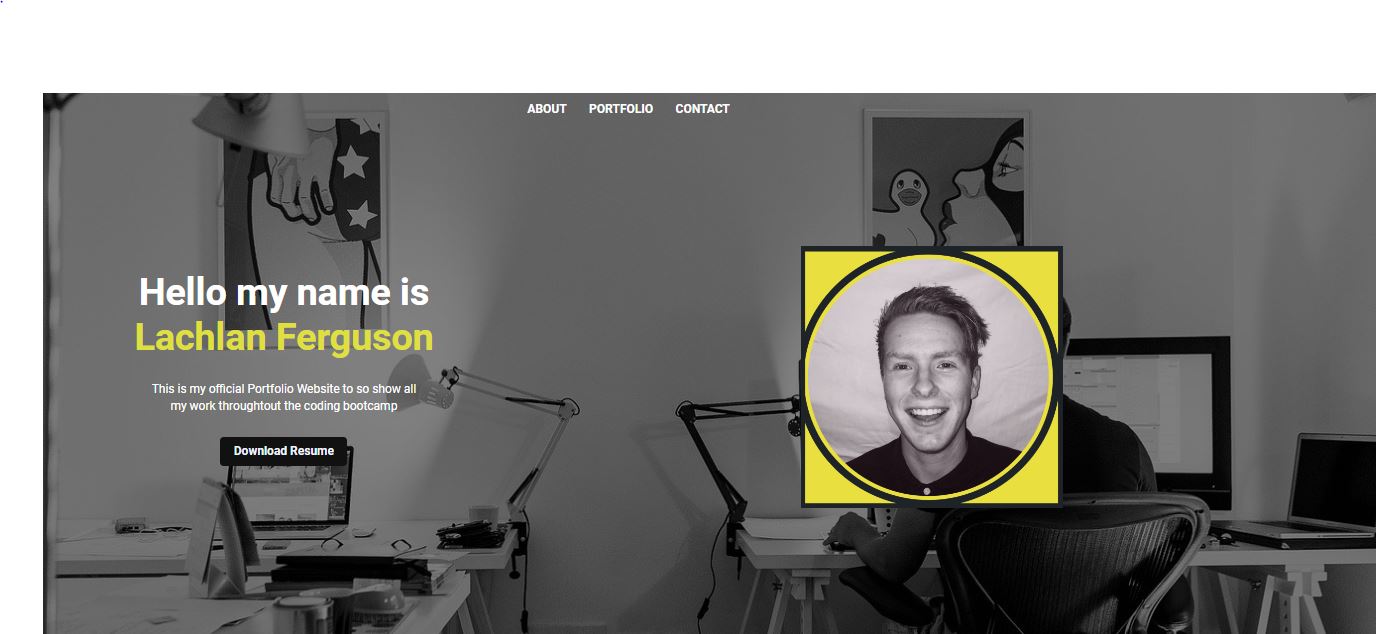 ABOUT PORTFOLIO CONTACT
Hello my name is
Lachlan Ferguson
This is my official Portfolio Website to so show all
my work throughtout the coding bootcamp
Download Resume